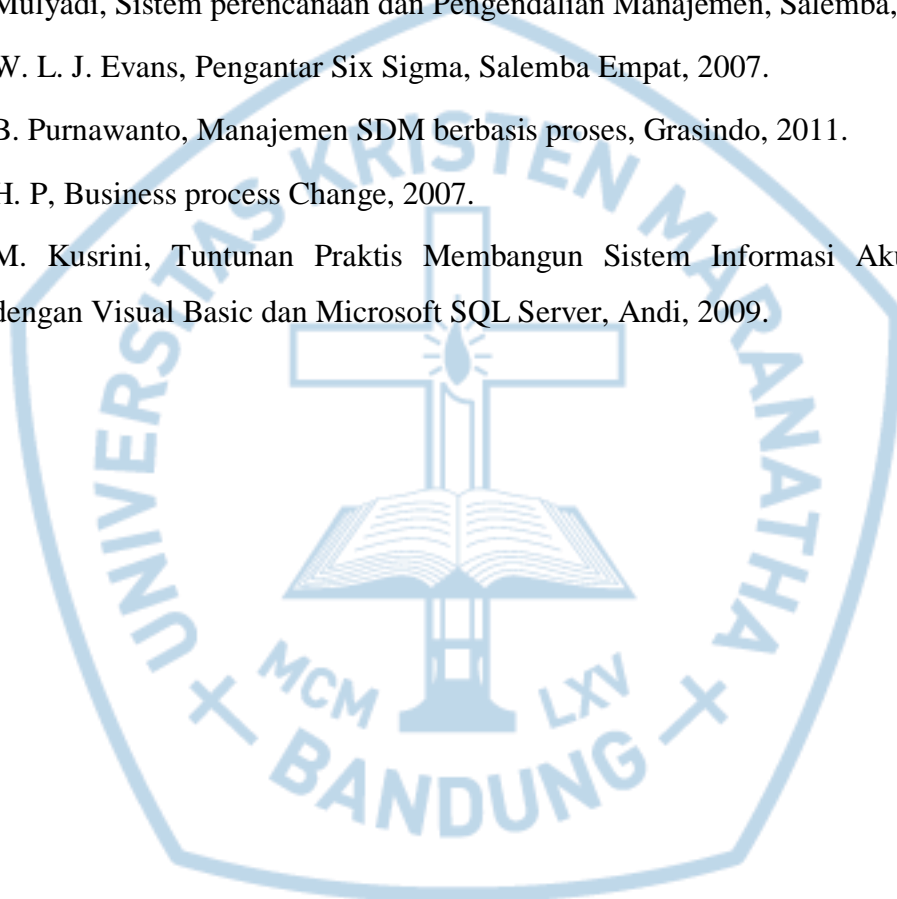 Mulyadi, Sistem perencanaan dan Pengendalian Manajemen, Salemba,
W. L. J. Evans, Pengantar Six Sigma, Salemba Empat, 2007.
B. Purnawanto, Manajemen SDM berbasis proses, Grasindo, 2011.
H. P, Business process Change, 2007.
M. Kusrini, Tuntunan Praktis Membangun Sistem Informasi
dengan Visual Basic dan Microsoft SQL Server, Andi, 2009.
UNIVERSITAS KRISTEN MARANATHA
MCM LXV
BANDUNG